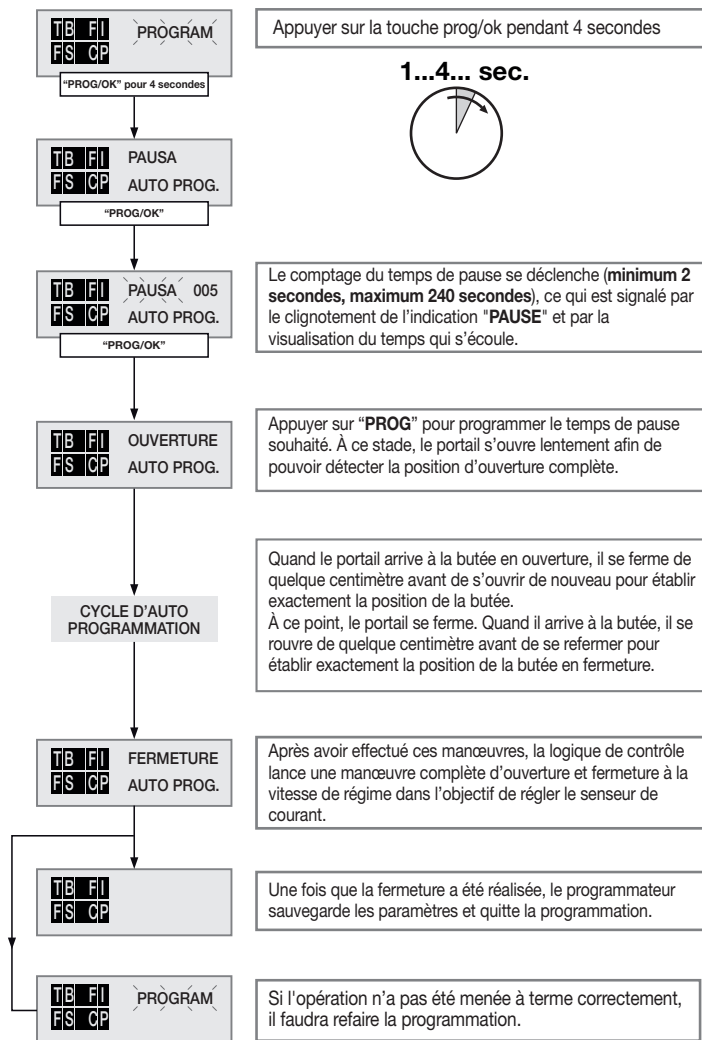 TB FI PROGRAM
FS CP
"PROG/OK" pour 4 secondes
Appuyer sur la touche prog/ok pendant 4 secondes
1...4... sec.
TB FI PAUSA
FS CP AUTO PROG.
"PROG/OK"
TB FI PAUSA 005
FS CP AUTO PROG.
"PROG/OK"
Le comptage du temps de pause se déclenche (minimum 2
secondes, maximum 240 secondes), ce qui est signalé par
le clignotement de l'indication "PAUSE" et par la
visualisation du temps qui s'écoule.
TB FI OUVERTURE
FS CP AUTO PROG.
Appuyer sur "PROG" pour programmer le temps de pause
souhaité. À ce stade, le portail s'ouvre lentement afin de
pouvoir détecter la position d'ouverture complète.
CYCLE D'AUTO
PROGRAMMATION
Quand le portail arrive à la butée en ouverture, il se ferme de
quelque centimètre avant de s'ouvrir de nouveau pour établir
exactement la position de la butée.
À ce point, le portail se ferme. Quand il arrive à la butée, il se
rouvre de quelque centimètre avant de se refermer pour
établir exactement la position de la butée en fermeture.
TB FI FERMETURE
FS CP AUTO PROG.
Après avoir effectué ces manœuvres, la logique de contrôle
lance une manœuvre complète d'ouverture et fermeture à la
vitesse de régime dans l'objectif de régler le senseur de
courant.
TB FI
FS CP
Une fois que la fermeture a été réalisée, le programmateur
sauvegarde les paramètres et quitte la programmation.
TB FI PROGRAM
FS CP
Si l'opération n'a pas été menée à terme correctement,
il faudra refaire la programmation.